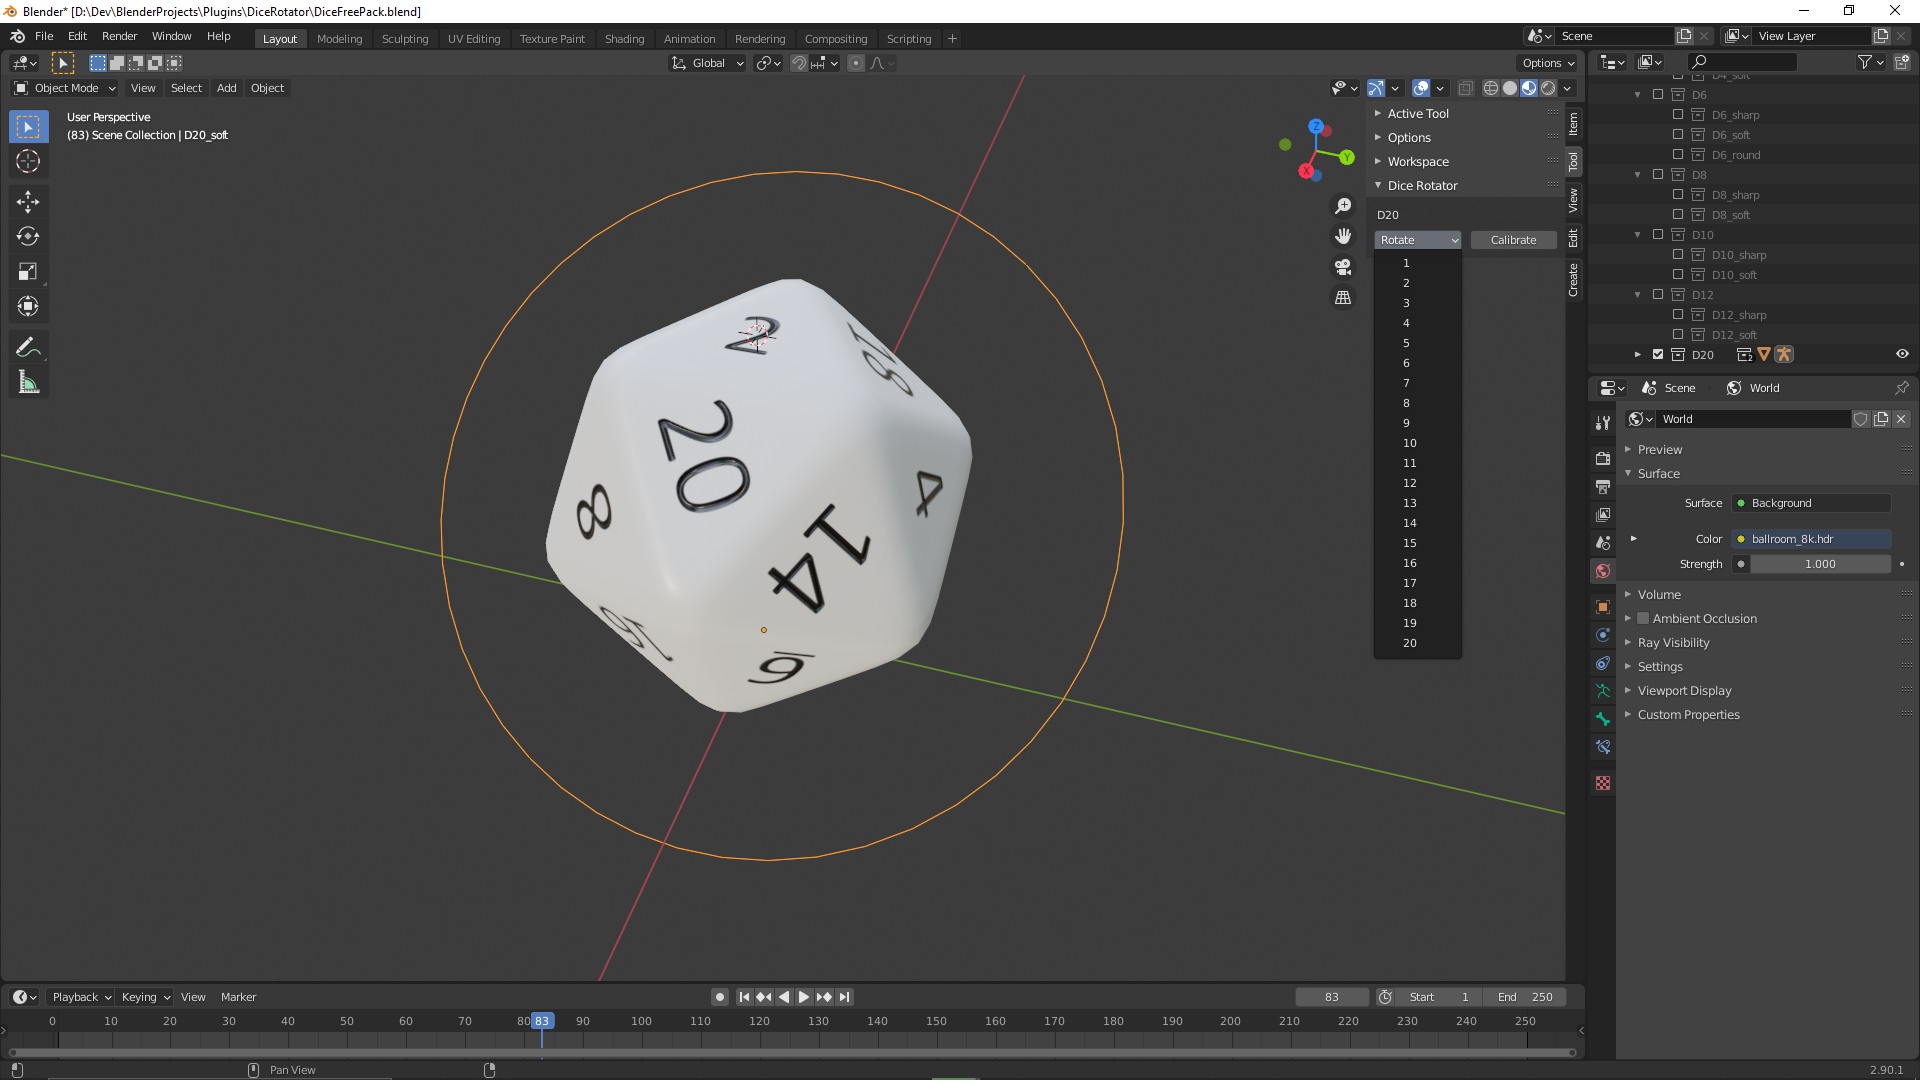 Blender* [D:\Dev\BlenderProjects\Plugins\DiceRotator\DiceFreePack.blend]
File Edit Render Window Help
Layout Modeling Sculpting UV Editing Texture Paint Shading Animation Rendering Compositing Scripting +
Scene
View Layer
Global
Options
Object Mode View Select Add Object
User Perspective
(83) Scene Collection | D20_soft
Z
Y
X
Active Tool
Options
Workspace
Dice Rotator
D20
Rotate
Calibrate
1
2
3
4
5
6
7
8
9
10
11
12
13
14
15
16
17
18
19
20
Item
Tool
View
Edit
Create
2
20
8
14
4
6
D4_soft
D6
D6_sharp
D6_soft
D6_round
D8
D8_sharp
D8_soft
D10
D10_sharp
D10_soft
D12
D12_sharp
D12_soft
D20
2
Scene
World
World
Preview
Surface
Surface Background
Color ballroom_8k.hdr
Strength 1.000
Volume
Ambient Occlusion
Ray Visibility
Settings
Viewport Display
Custom Properties
Playback Keying View Marker
83
Start 1
End 250
0 10 20 30 40 50 60 70 80 83 90 100 110 120 130 140 150 160 170 180 190 200 210 220 230 240 250
Pan View
2.90.1